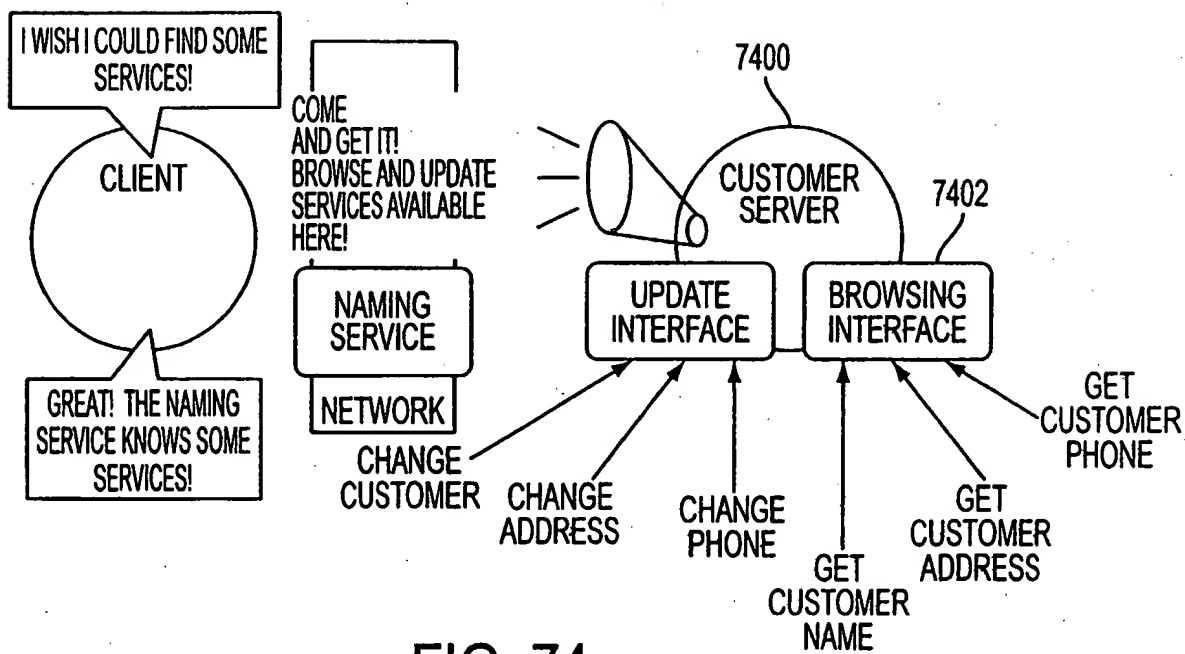 I WISH I COULD FIND SOME
SERVICES!
CLIENT
GREAT! THE NAMING
SERVICE KNOWS SOME
SERVICES!
COME
AND GET IT!
BROWSE AND UPDATE
SERVICES AVAILABLE
HERE!
NAMING
SERVICE
NETWORK
7400
CUSTOMER
SERVER
7402
UPDATE
INTERFACE
BROWSING
INTERFACE
CHANGE
CUSTOMER
CHANGE
ADDRESS
CHANGE
PHONE
GET
CUSTOMER
NAME
GET
CUSTOMER
ADDRESS
GET
CUSTOMER
PHONE
FIG. 74